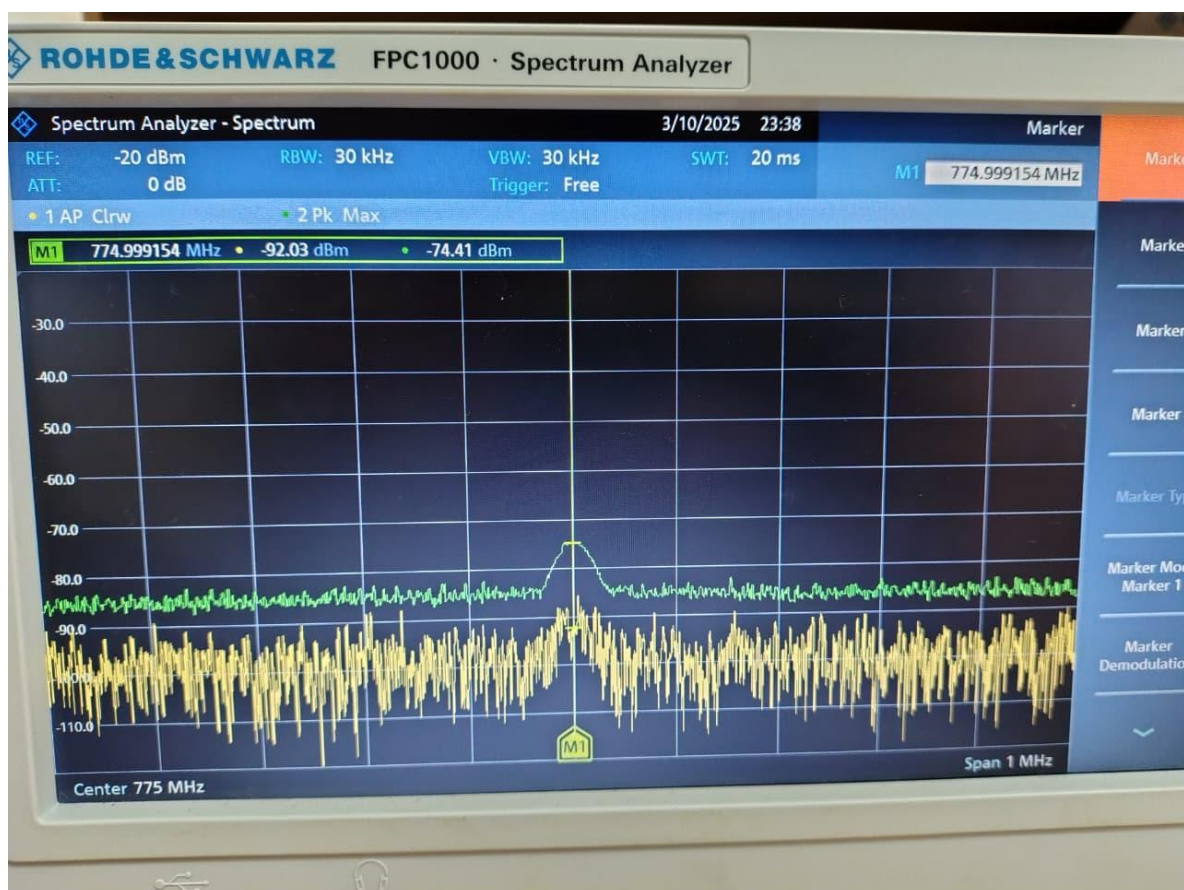 ROHDE&SCHWARZ FPC1000 · Spectrum Analyzer
Spectrum Analyzer - Spectrum 3/10/2025 23:38 Marker
REF: -20 dBm RBW: 30 kHz VBW: 30 kHz SWT: 20 ms
ATT: 0 dB Trigger: Free
M1 774.999154 MHz
1 AP Clrw 2 Pk Max
M1 774.999154 MHz -92.03 dBm -74.41 dBm
-30.0
-40.0
-50.0
-60.0
-70.0
-80.0
-90.0
-110.0
M1
Center 775 MHz Span 1 MHz
Marke
Marke
Marker
Marker
Marker Ty
Marker Mo
Marker 1
Marker
Demodulatio